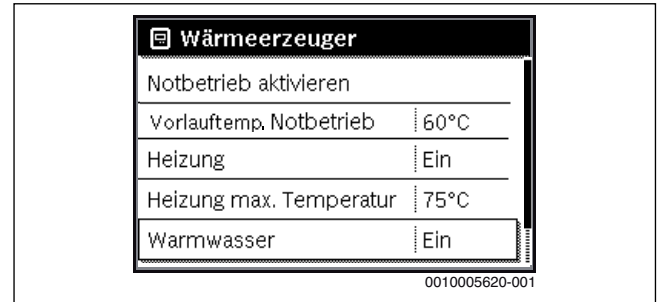 Wärmeerzeuger
Notbetrieb aktivieren
Vorlauftemp. Notbetrieb 60°C
Heizung Ein
Heizung max. Temperatur 75°C
Warmwasser Ein
0010005620-001